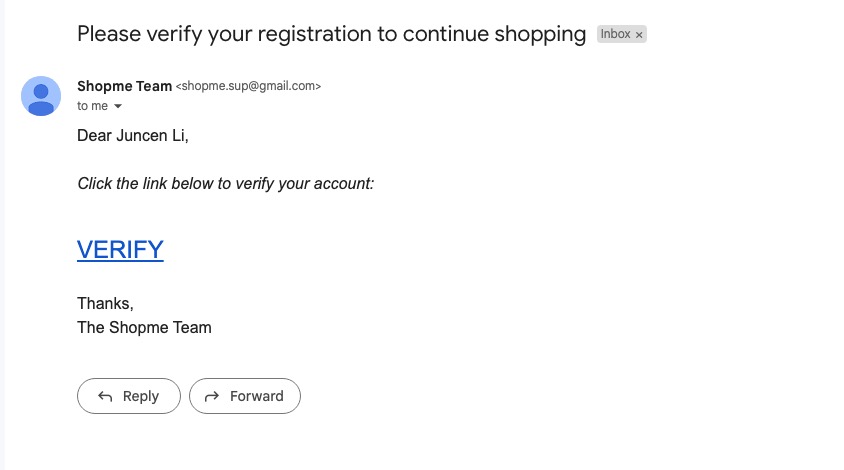 Please verify your registration to continue shopping Inbox ×
Shopme Team <shopme.sup@gmail.com>
to me
Dear Juncen Li,
Click the link below to verify your account:
VERIFY
Thanks,
The Shopme Team
Reply Forward